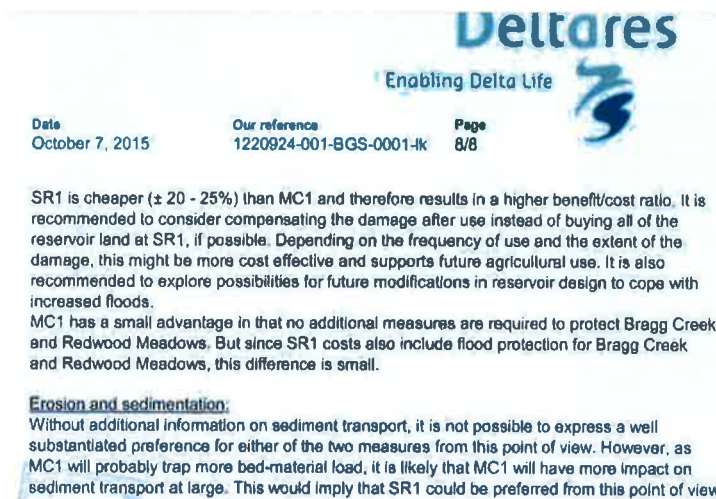 Deltares
Enabling Delta Life
Date Our reference Page
October 7, 2015 1220924-001-BGS-0001-lk 8/8
SR1 is cheaper (± 20 - 25%) than MC1 and therefore results in a higher benefit/cost ratio. It is
recommended to consider compensating the damage after use instead of buying all of the
reservoir land at SR1, if possible. Depending on the frequency of use and the extent of the
damage, this might be more cost effective and supports future agricultural use. It is also
recommended to explore possibilities for future modifications in reservoir design to cope with
increased floods.
MC1 has a small advantage in that no additional measures are required to protect Bragg Creek
and Redwood Meadows. But since SR1 costs also include flood protection for Bragg Creek
and Redwood Meadows, this difference is small.
Erosion and sedimentation:
Without additional information on sediment transport, it is not possible to express a well
substantiated preference for either of the two measures from this point of view. However, as
MC1 will probably trap more bed-material load, it is likely that MC1 will have more impact on
sediment transport at large. This would imply that SR1 could be preferred from this point of view